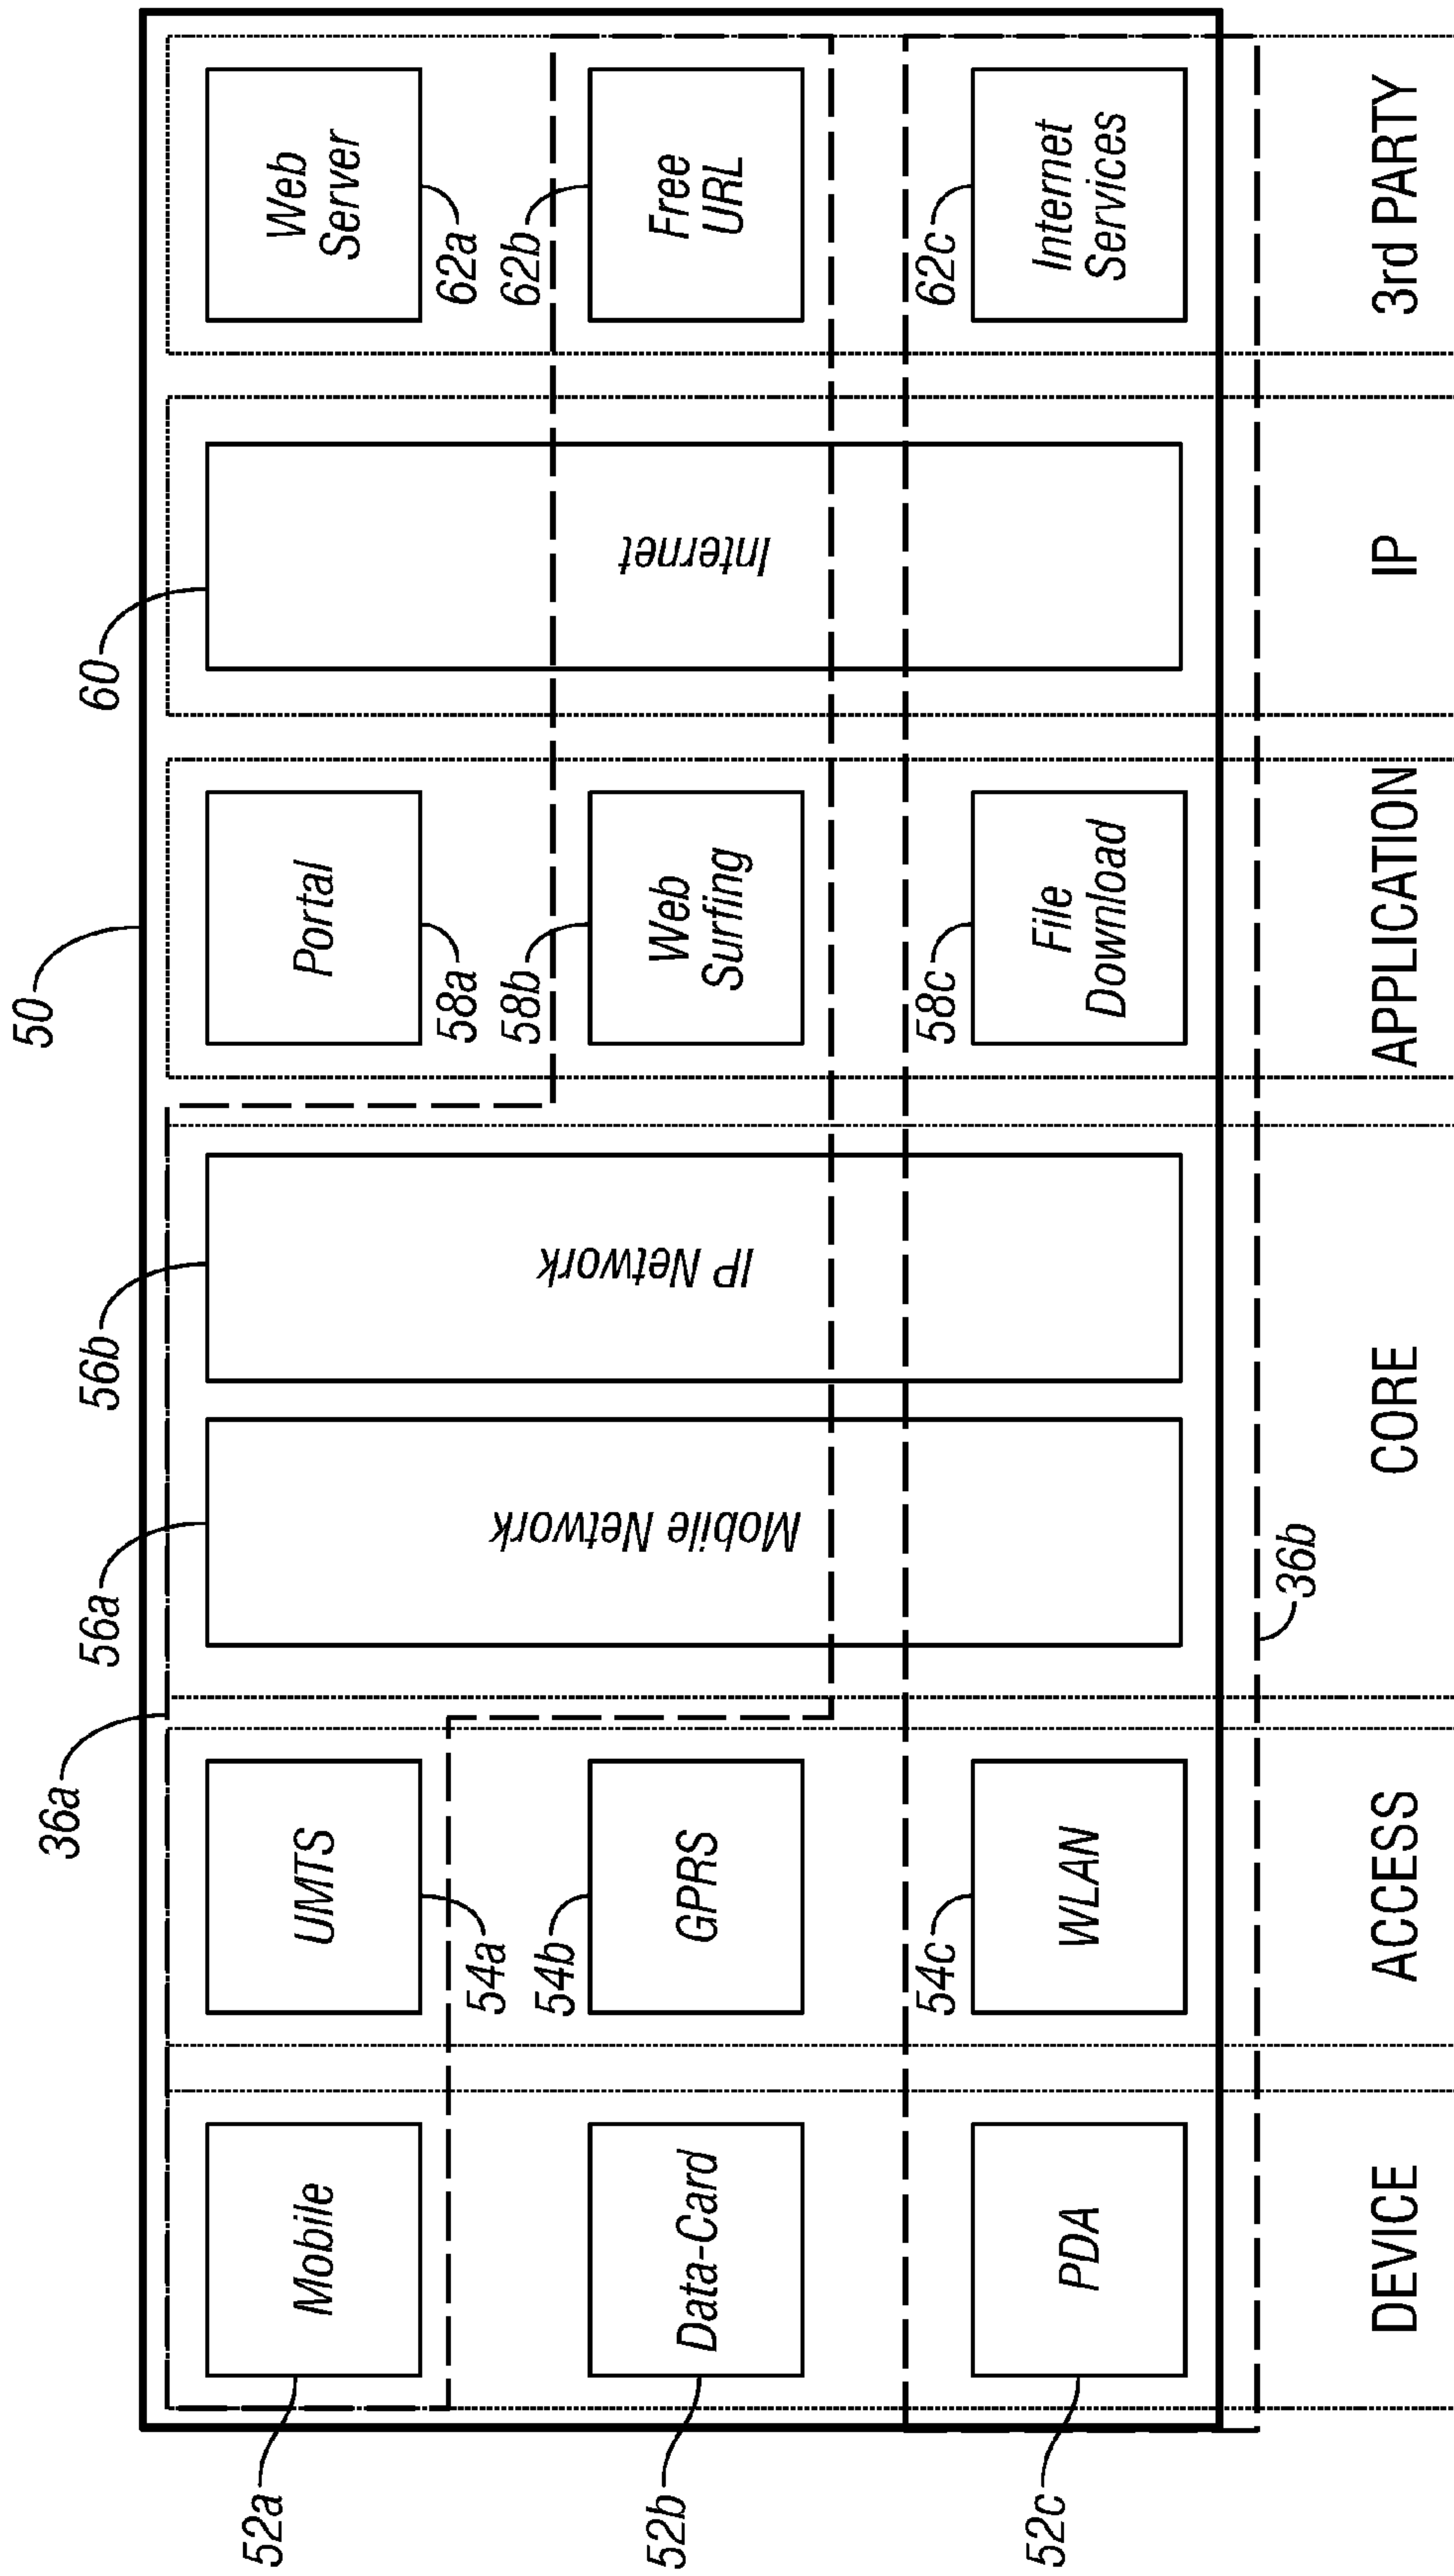 50
36a
56a
56b
60
52a
Mobile
UMTS
54a
Mobile Network
IP Network
Portal
58a
Internet
Web
Server
62a
52b
Data-Card
54b
GPRS
58b
Web
Surfing
62b
Free
URL
52c
PDA
54c
WLAN
58c
File
Download
62c
Internet
Services
36b
DEVICE
ACCESS
CORE
APPLICATION
IP
3rd PARTY